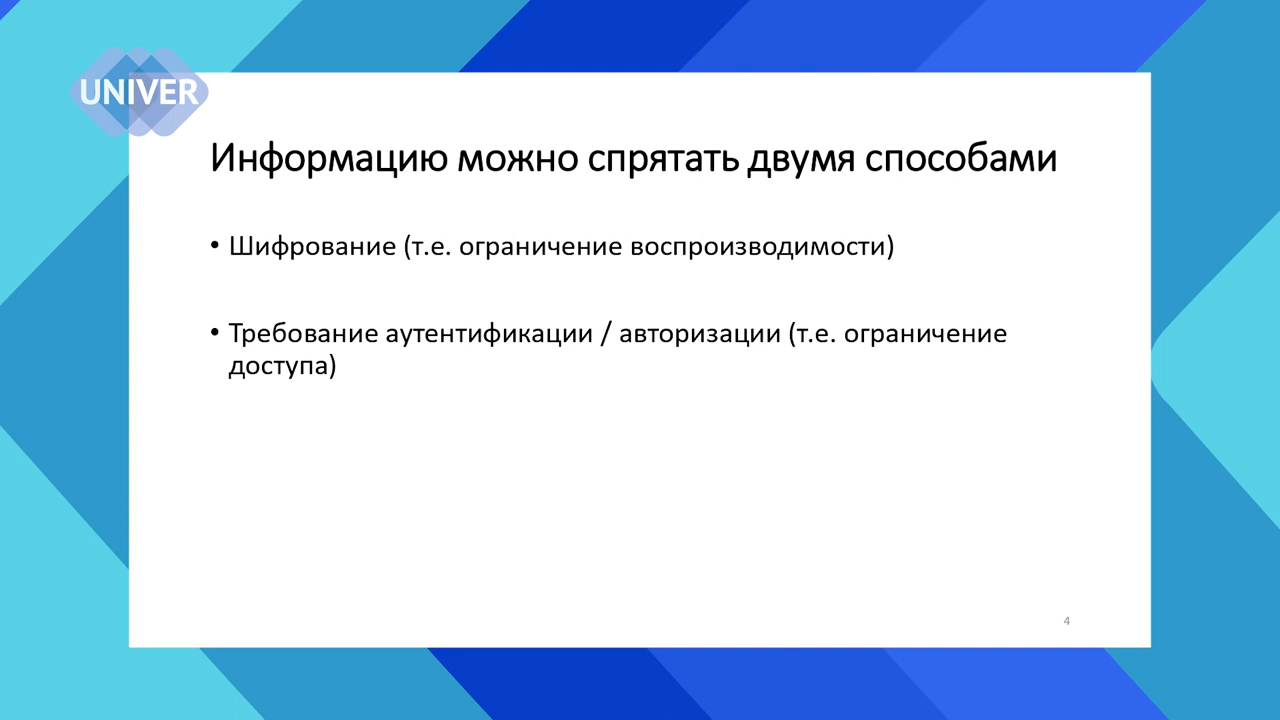 UNIVER
Информацию можно спрятать двумя способами
• Шифрование (т.е. ограничение воспроизводимости)
• Требование аутентификации / авторизации (т.е. ограничение
доступа)
4